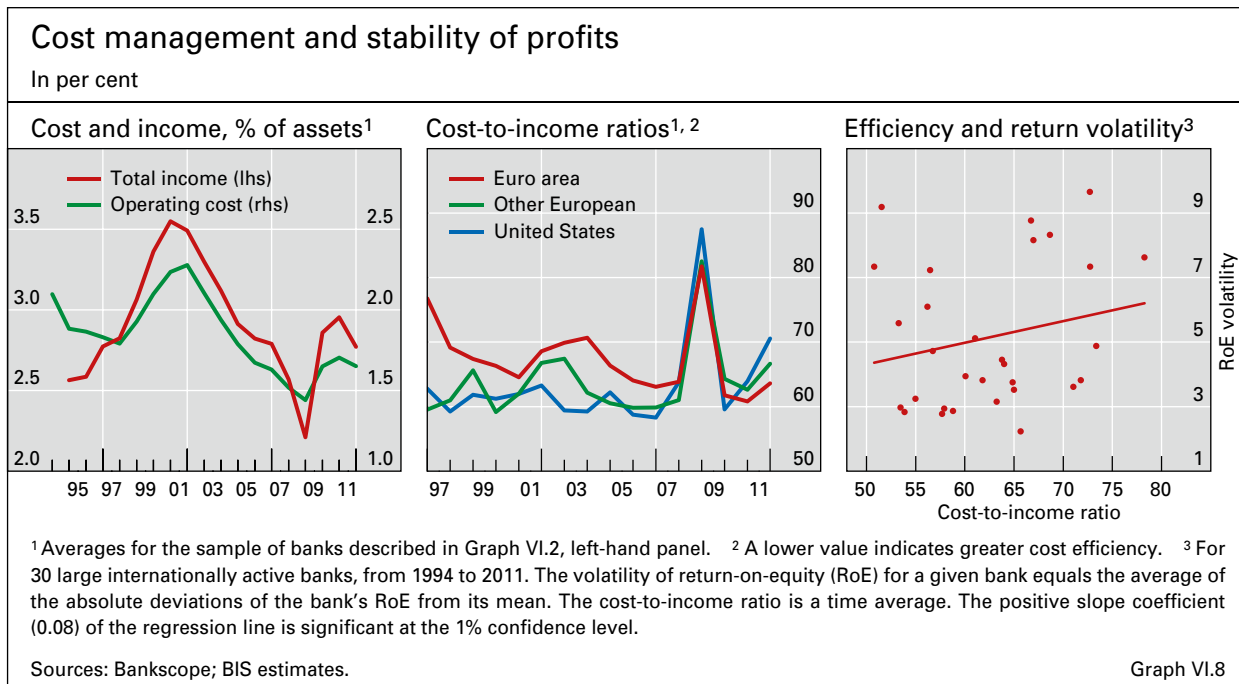 Cost management and stability of profits
In per cent
Cost and income, % of assets¹
Total income (lhs)
Operating cost (rhs)
3.5
3.0
2.5
2.0
2.5
2.0
1.5
1.0
95 97 99 01 03 05 07 09 11
Cost-to-income ratios¹˒ ²
Euro area
Other European
United States
90
80
70
60
50
97 99 01 03 05 07 09 11
Efficiency and return volatility³
9
7
5
3
1
RoE volatility
50 55 60 65 70 75 80
Cost-to-income ratio
¹ Averages for the sample of banks described in Graph VI.2, left-hand panel. ² A lower value indicates greater cost efficiency. ³ For
30 large internationally active banks, from 1994 to 2011. The volatility of return-on-equity (RoE) for a given bank equals the average of
the absolute deviations of the bank's RoE from its mean. The cost-to-income ratio is a time average. The positive slope coefficient
(0.08) of the regression line is significant at the 1% confidence level.
Sources: Bankscope; BIS estimates.
Graph VI.8